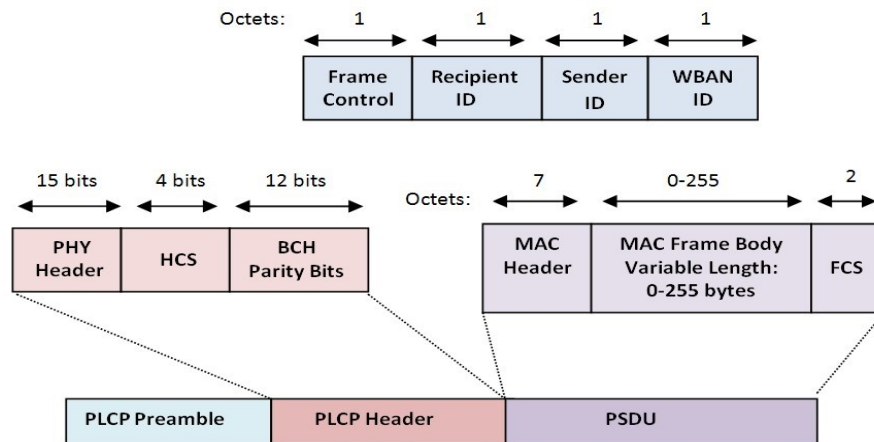 Octets: 1 1 1 1
Frame Control Recipient ID Sender ID WBAN ID
15 bits 4 bits 12 bits
Octets: 7 0-255 2
PHY Header HCS BCH Parity Bits
MAC Header MAC Frame Body Variable Length: 0-255 bytes FCS
PLCP Preamble PLCP Header PSDU